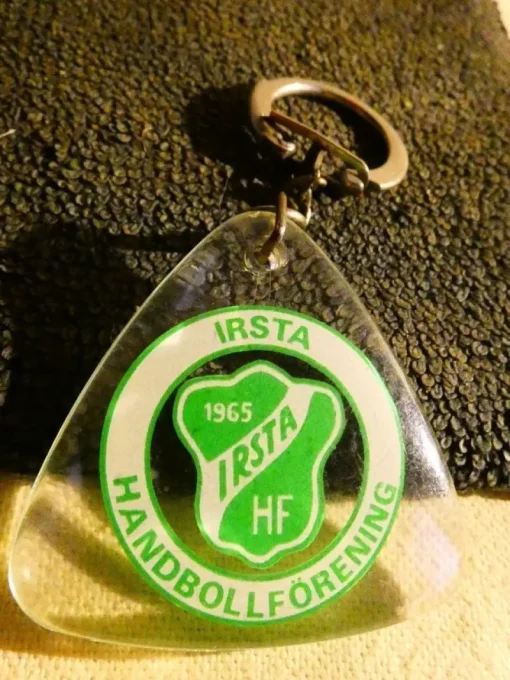 IRSTA
1965
IRSTA
HF
HANDBOLLFÖRENING